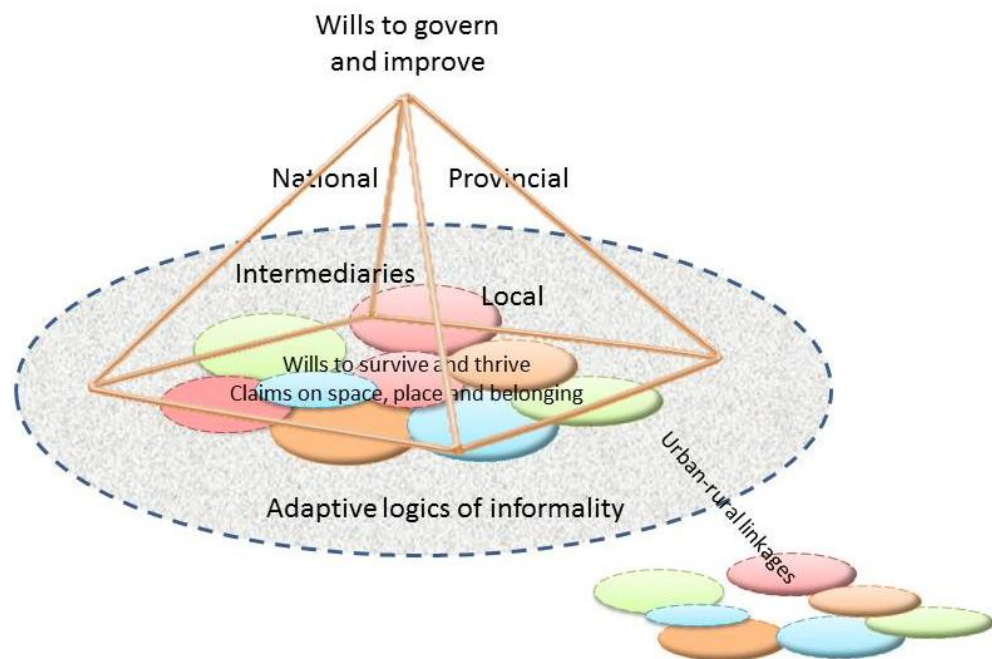 Wills to govern
and improve
National
Provincial
Intermediaries
Local
Wills to survive and thrive
Claims on space, place and belonging
Adaptive logics of informality
Urban-rural linkages